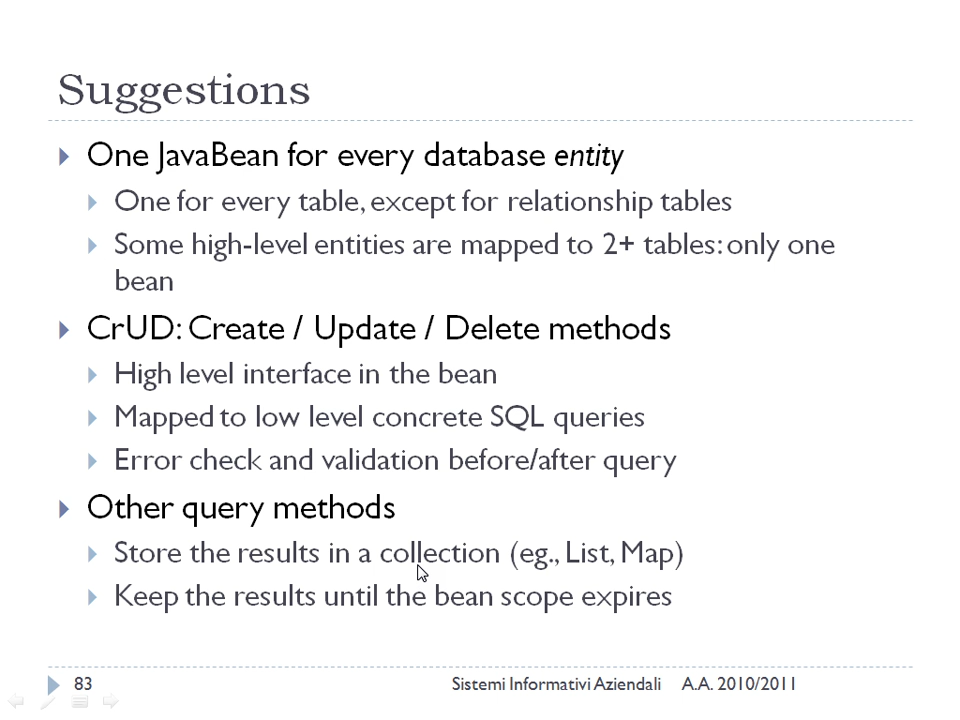 Suggestions
One JavaBean for every database entity
One for every table, except for relationship tables
Some high-level entities are mapped to 2+ tables: only one
bean
CrUD: Create / Update / Delete methods
High level interface in the bean
Mapped to low level concrete SQL queries
Error check and validation before/after query
Other query methods
Store the results in a collection (eg., List, Map)
Keep the results until the bean scope expires
83
Sistemi Informativi Aziendali A.A. 2010/2011